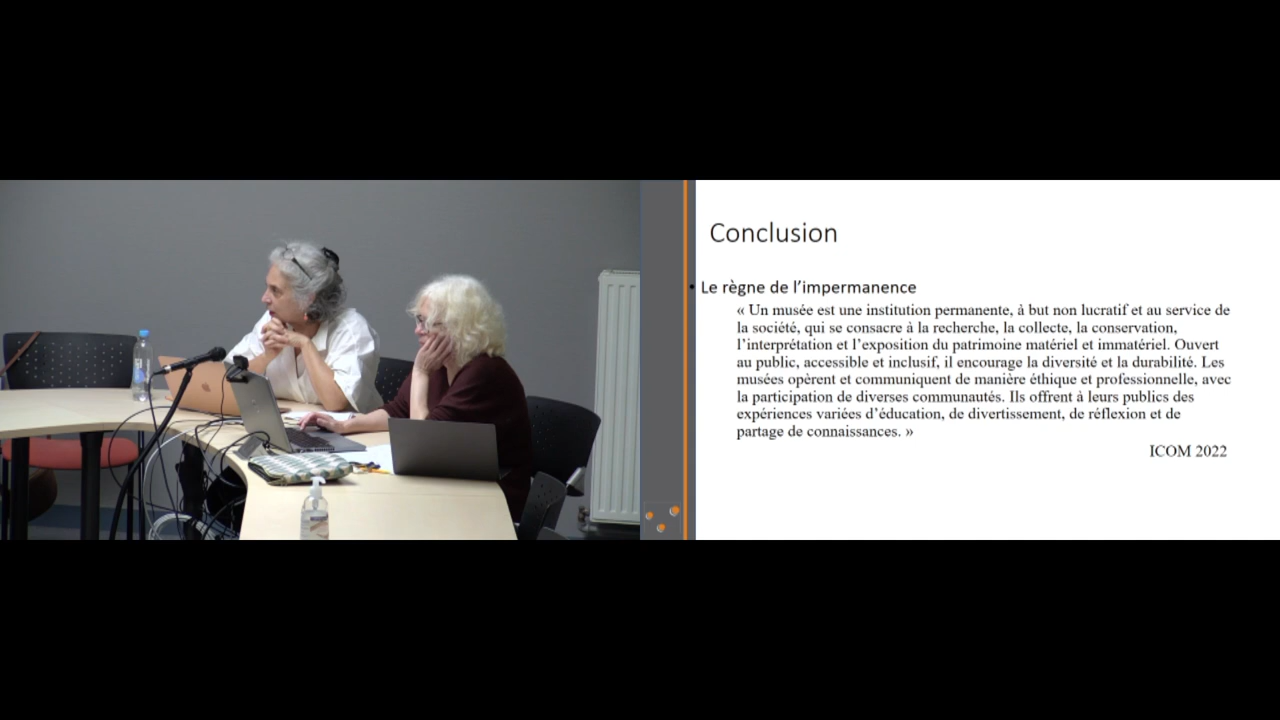 Conclusion
• Le règne de l’impermanence
« Un musée est une institution permanente, à but non lucratif et au service de
la société, qui se consacre à la recherche, la collecte, la conservation,
l’interprétation et l’exposition du patrimoine matériel et immatériel. Ouvert
au public, accessible et inclusif, il encourage la diversité et la durabilité. Les
musées opèrent et communiquent de manière éthique et professionnelle, avec
la participation de diverses communautés. Ils offrent à leurs publics des
expériences variées d’éducation, de divertissement, de réflexion et de
partage de connaissances. »
ICOM 2022